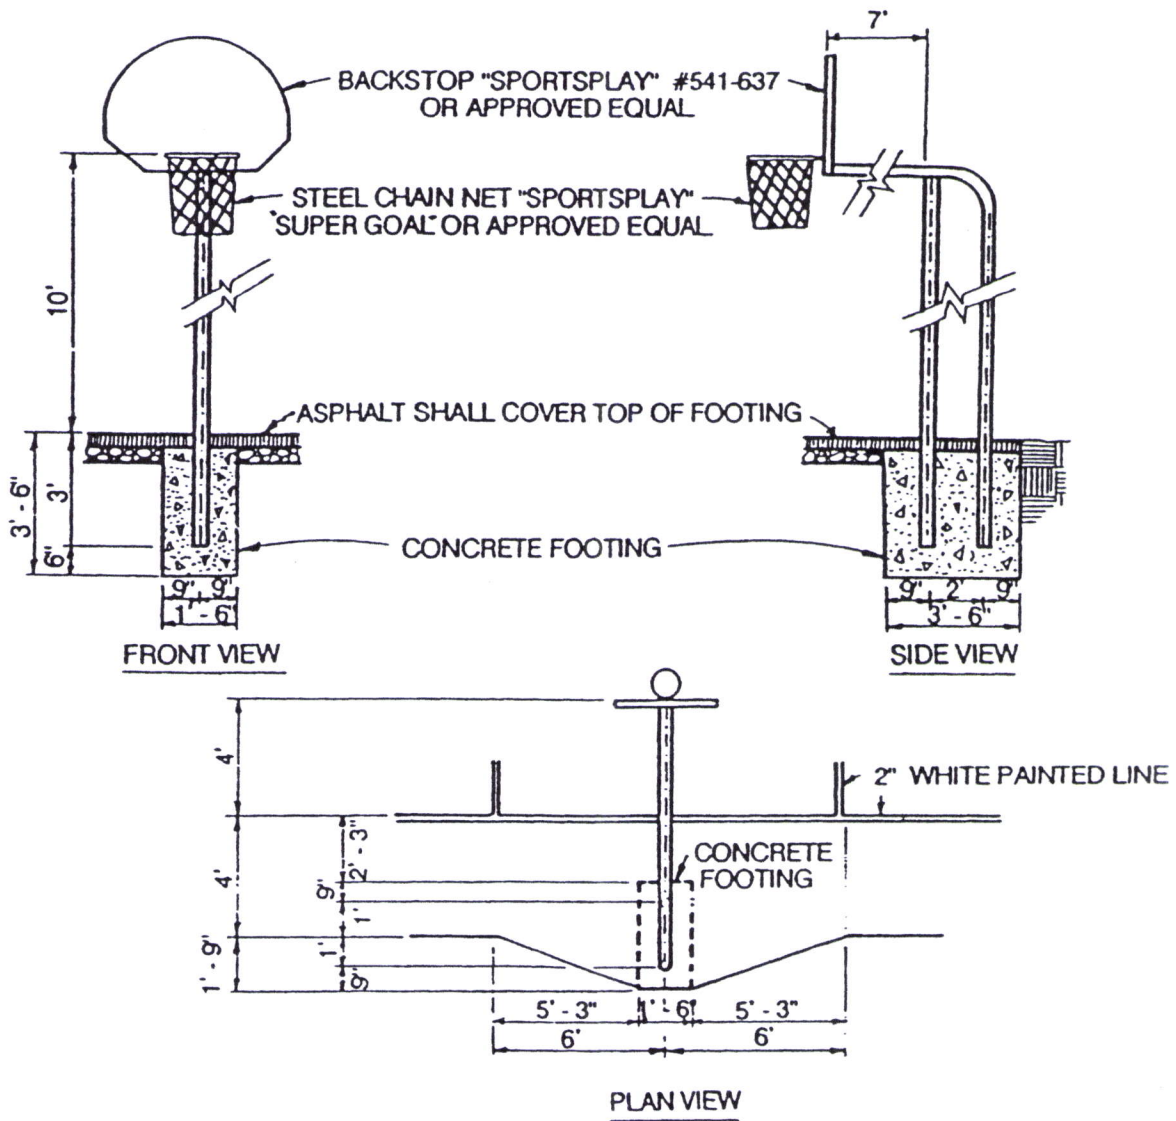 7'
BACKSTOP "SPORTSPLAY" #541-637
OR APPROVED EQUAL
STEEL CHAIN NET "SPORTSPLAY"
"SUPER GOAL" OR APPROVED EQUAL
10'
ASPHALT SHALL COVER TOP OF FOOTING
3' - 6"
3'
6"
CONCRETE FOOTING
9" 9"
1' - 6"
9" 2' 9"
3' - 6"
FRONT VIEW
SIDE VIEW
4'
2" WHITE PAINTED LINE
4'
2' - 3"
CONCRETE
FOOTING
9"
1'
1'
1' - 9"
9"
5' - 3" 1' - 6" 5' - 3"
6' 6'
PLAN VIEW